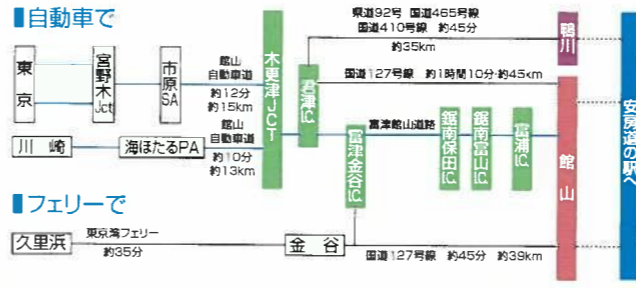 自動車で
東京
宮野木Jct
市原SA
館山
自動車道
約12分
約15km
木更津JCT
君津I.C.
県道92号 国道465号線
国道410号線 約45分
約35km
鴨川
国道127号線 約1時間10分・約45km
川崎
海ほたるPA
館山
自動車道
約10分
約13km
富津館山道路
富津金谷I.C.
鋸南保田I.C.
鋸南富山I.C.
富浦I.C.
館山
安房道の駅へ
フェリーで
久里浜
東京湾フェリー
約35分
金谷
国道127号線 約45分 約39km